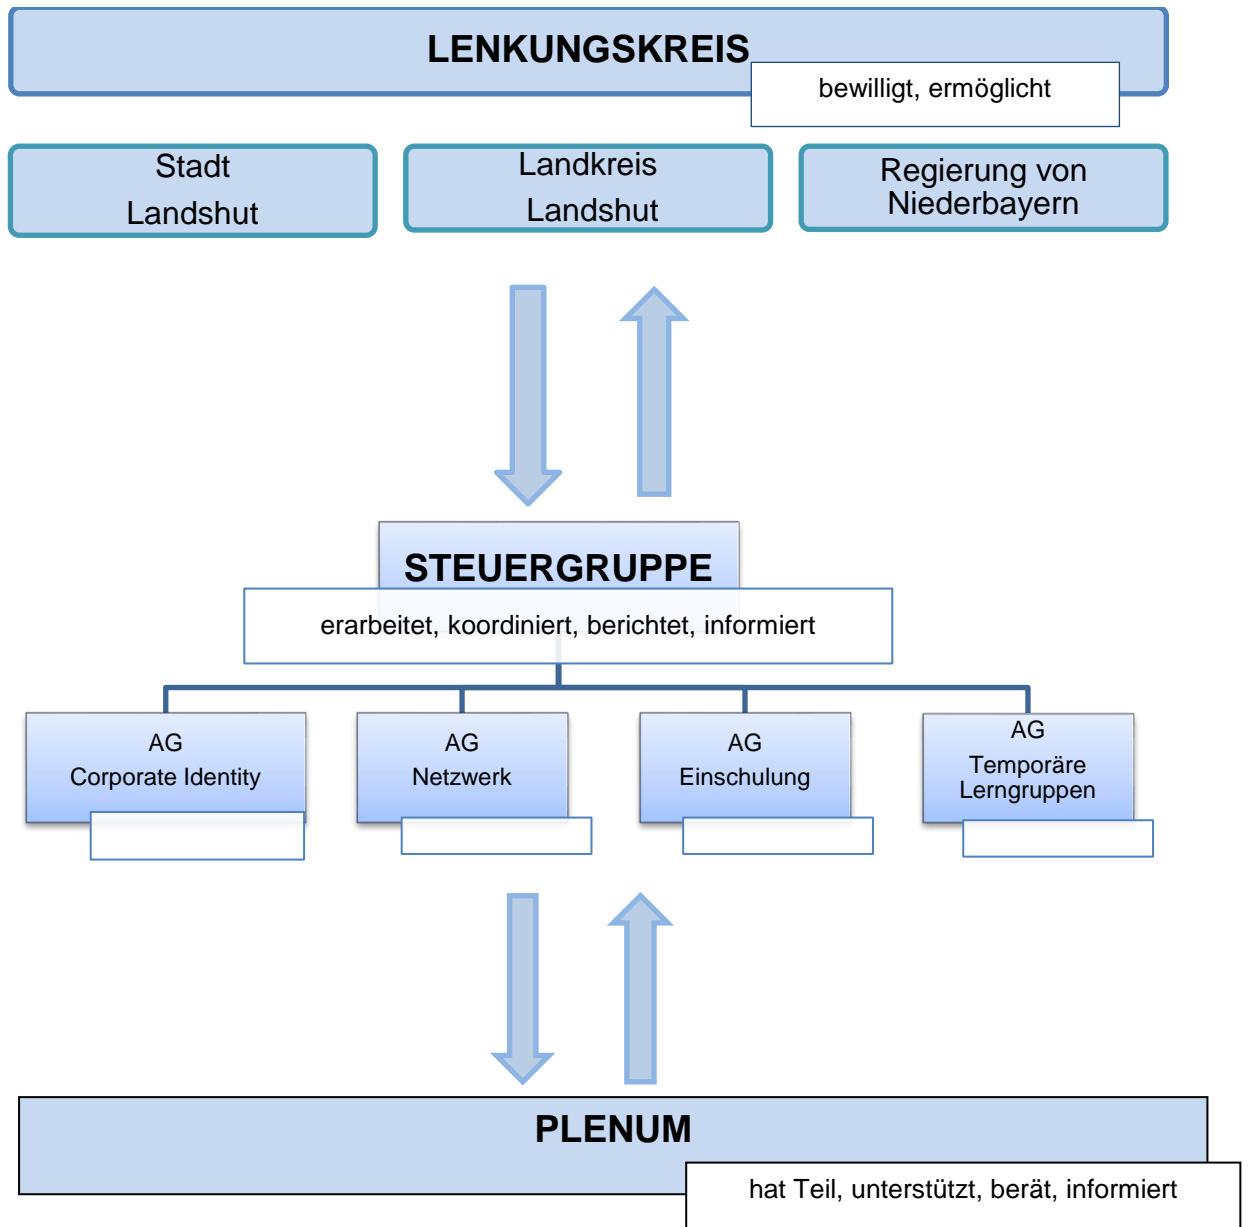 LENKUNGSKREIS
bewilligt, ermöglicht
Stadt
Landshut
Landkreis
Landshut
Regierung von
Niederbayern
STEUERGRUPPE
erarbeitet, koordiniert, berichtet, informiert
AG
Corporate Identity
AG
Netzwerk
AG
Einschulung
AG
Temporäre
Lerngruppen
PLENUM
hat Teil, unterstützt, berät, informiert